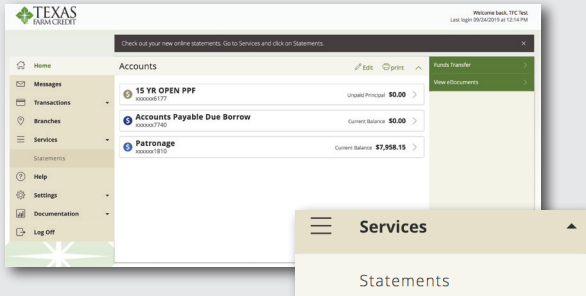 TEXAS
FARM CREDIT
Welcome back, TFC Test
Last login 09/24/2019 at 12:14 PM
Check out your new online statements. Go to Services and click on Statements. ×
Home
Messages
Transactions
Branches
Services
Statements
Help
Settings
Documentation
Log Off
Accounts
Edit
print
$ 15 YR OPEN PPF
xxxxxx6177
Unpaid Principal $0.00
$ Accounts Payable Due Borrow
xxxxxx7740
Current Balance $0.00
$ Patronage
xxxxxx1810
Current Balance $7,958.15
Funds Transfer
View eDocuments
Services
Statements